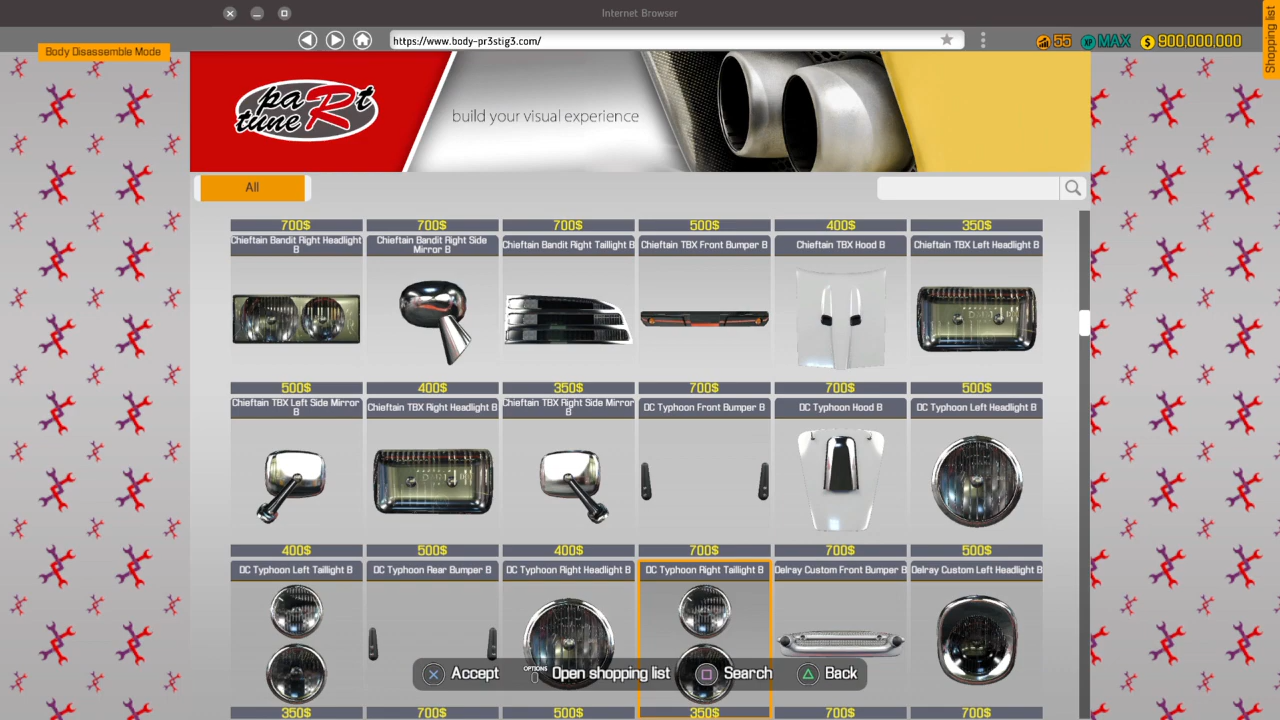 Internet Browser
https://www.body-pr3stig3.com/
55
XP MAX
$ 900,000,000
Shopping list
Body Disassemble Mode
paRt
tuneR
build your visual experience
All
700$ 700$ 700$ 500$ 400$ 350$
Chieftain Bandit Right Headlight
B
Chieftain Bandit Right Side
Mirror B
Chieftain Bandit Right Taillight B
Chieftain TBX Front Bumper B
Chieftain TBX Hood B
Chieftain TBX Left Headlight B
500$ 400$ 350$ 700$ 700$ 500$
Chieftain TBX Left Side Mirror
B
Chieftain TBX Right Headlight B
Chieftain TBX Right Side Mirror
B
DC Typhoon Front Bumper B
DC Typhoon Hood B
DC Typhoon Left Headlight B
400$ 500$ 400$ 700$ 700$ 500$
DC Typhoon Left Taillight B
DC Typhoon Rear Bumper B
DC Typhoon Right Headlight B
DC Typhoon Right Taillight B
Delray Custom Front Bumper B
Delray Custom Left Headlight B
Accept
OPTIONS
Open shopping list
Search
Back
350$ 700$ 500$ 350$ 700$ 700$